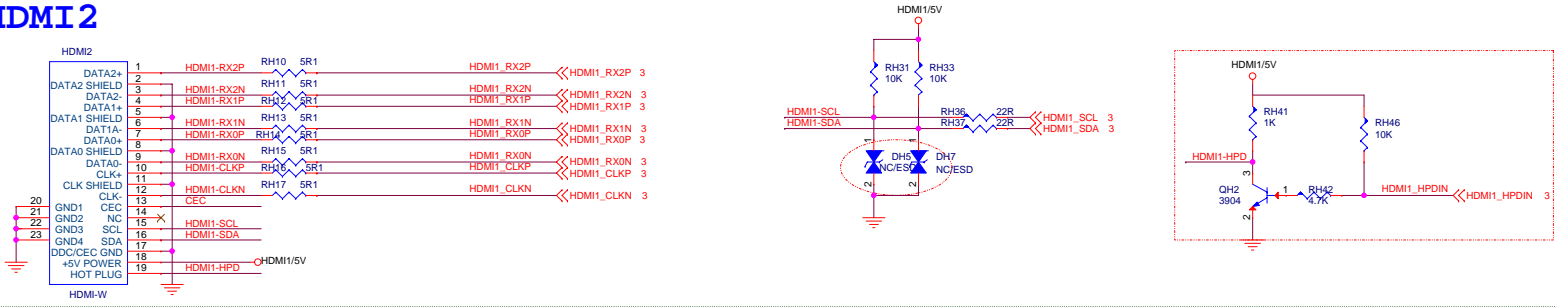 HDMI2
HDMI2
DATA2+ 1 HDMI1-RX2P RH10 5R1 HDMI1_RX2P HDMI1_RX2P 3
DATA2 SHIELD 2
DATA2- 3 HDMI1-RX2N RH11 5R1 HDMI1_RX2N HDMI1_RX2N 3
DATA1+ 4 HDMI1-RX1P RH12 5R1 HDMI1_RX1P HDMI1_RX1P 3
DATA1 SHIELD 5
DAT1A- 6 HDMI1-RX1N RH13 5R1 HDMI1_RX1N HDMI1_RX1N 3
DATA0+ 7 HDMI1-RX0P RH14 5R1 HDMI1_RX0P HDMI1_RX0P 3
DATA0 SHIELD 8
DATA0- 9 HDMI1-RX0N RH15 5R1 HDMI1_RX0N HDMI1_RX0N 3
CLK+ 10 HDMI1-CLKP RH16 5R1 HDMI1_CLKP HDMI1_CLKP 3
CLK SHIELD 11
CLK- 12 HDMI1-CLKN RH17 5R1 HDMI1_CLKN HDMI1_CLKN 3
20 GND1 CEC 13 CEC
21 GND2 NC 14
22 GND3 SCL 15 HDMI1-SCL
23 GND4 SDA 16 HDMI1-SDA
DDC/CEC GND 17
+5V POWER 18 HDMI1/5V
HOT PLUG 19 HDMI1-HPD
HDMI-W
HDMI1/5V
RH31 RH33
10K 10K
HDMI1-SCL RH36 22R HDMI1_SCL 3
HDMI1-SDA RH37 22R HDMI1_SDA 3
1 1
DH5 DH7
NC/ESD NC/ESD
2 2
HDMI1/5V
RH41
1K
RH46
10K
HDMI1-HPD
3
QH2
3904
1 RH42
4.7K
HDMI1_HPDIN HDMI1_HPDIN 3
2